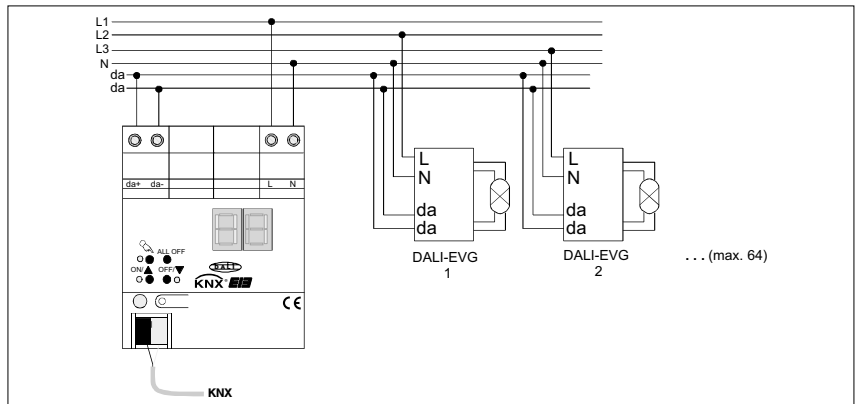 L1
L2
L3
N
da
da
da+ da- L N
ALL OFF
ON/▲ OFF/▼
DALI
KNX® EIB
CE
KNX
L
N
da
da
DALI-EVG
1
L
N
da
da
DALI-EVG
2
. . . (max. 64)